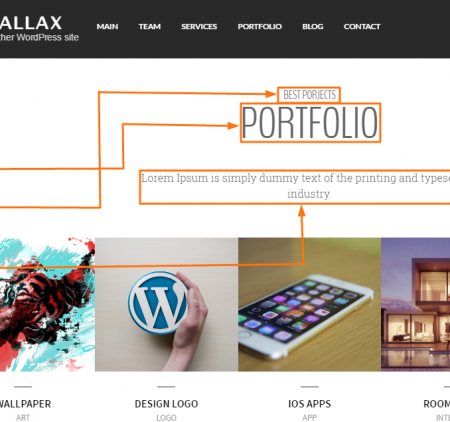 ALLAX
ther WordPress site
MAIN TEAM SERVICES PORTFOLIO BLOG CONTACT
BEST PORJECTS
PORTFOLIO
Lorem Ipsum is simply dummy text of the printing and typese
industry.
WALLPAPER DESIGN LOGO IOS APPS ROOM
ART LOGO APP INTE